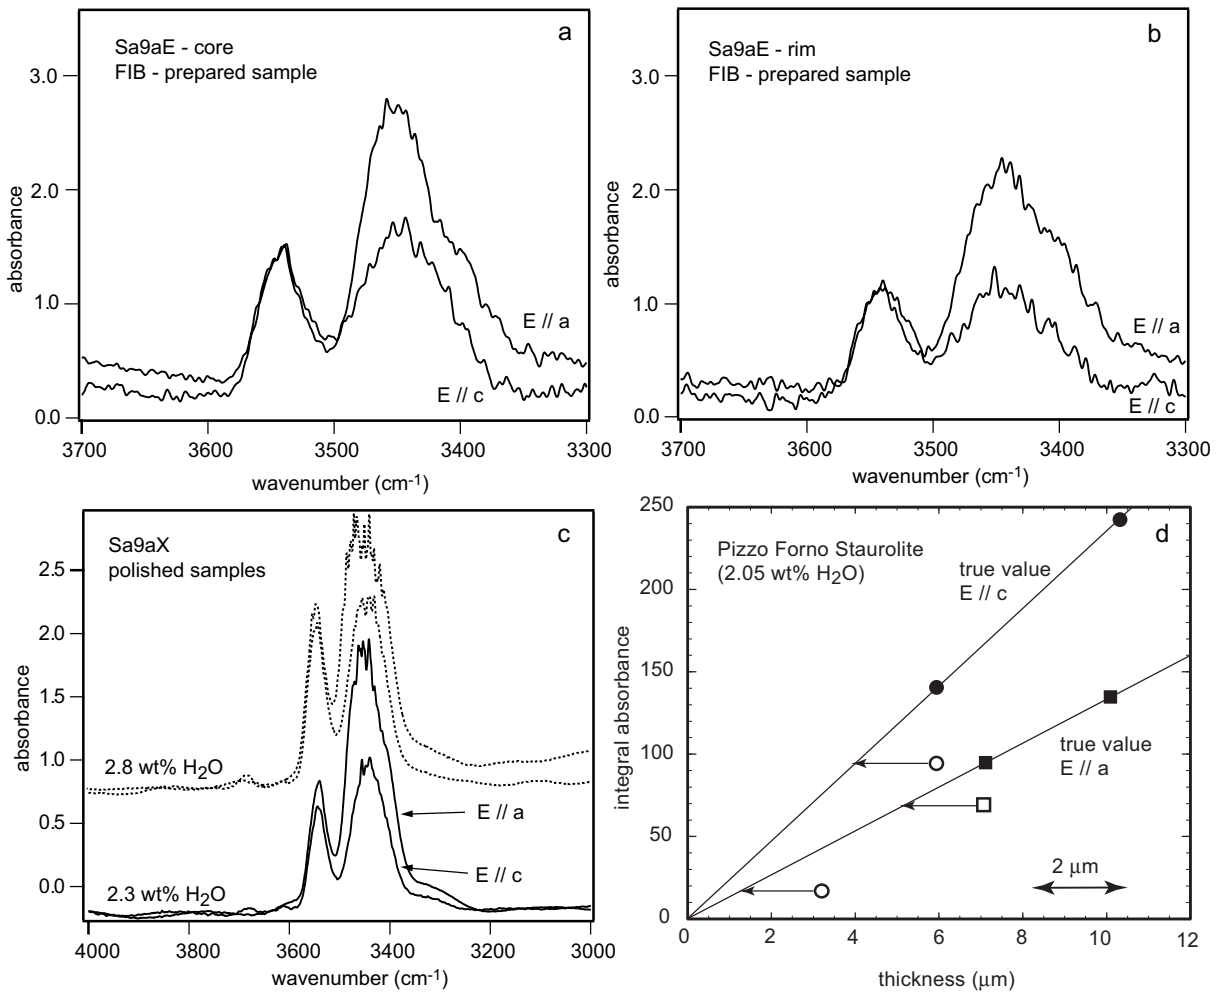 a
Sa9aE - core
FIB - prepared sample
3.0
2.0
1.0
0.0
absorbance
E // a
E // c
3700
3600
3500
3400
3300
wavenumber (cm-1)
b
Sa9aE - rim
FIB - prepared sample
3.0
2.0
1.0
0.0
absorbance
E // a
E // c
3700
3600
3500
3400
3300
wavenumber (cm-1)
c
Sa9aX
polished samples
2.5
2.0
1.5
1.0
0.5
0.0
absorbance
2.8 wt% H2O
E // a
E // c
2.3 wt% H2O
4000
3800
3600
3400
3200
3000
wavenumber (cm-1)
d
Pizzo Forno Staurolite
(2.05 wt% H2O)
true value
E // c
true value
E // a
2 μm
250
200
150
100
50
0
integral absorbance
0
2
4
6
8
10
12
thickness (μm)